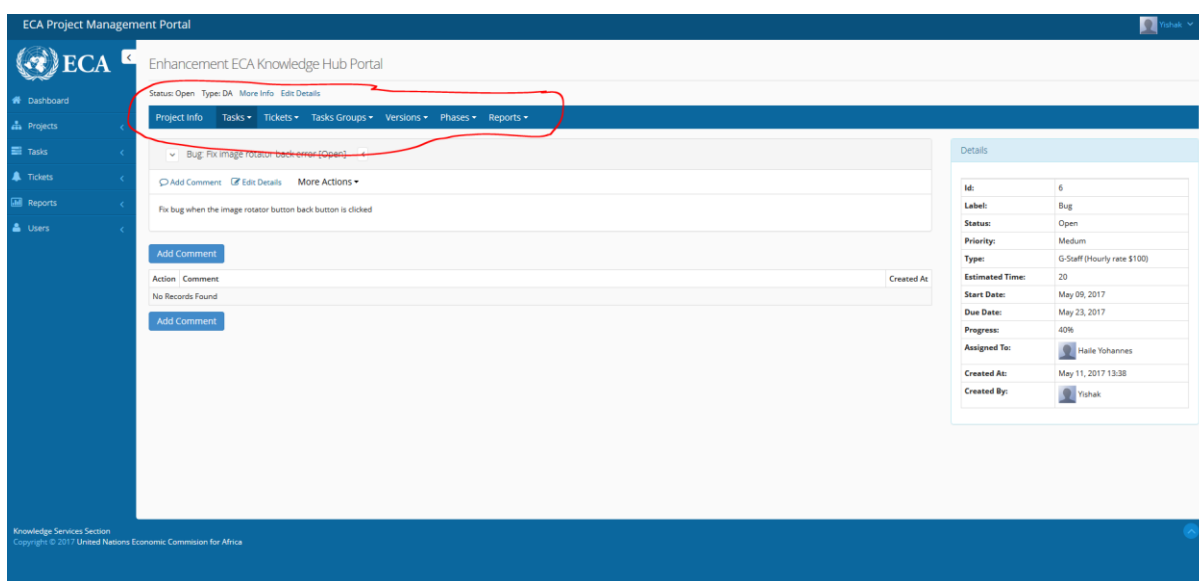 ECA Project Management Portal
Yishak
ECA
Enhancement ECA Knowledge Hub Portal
Status: Open Type: DA More Info Edit Details
Dashboard
Projects
Tasks
Tickets
Reports
Users
Project Info Tasks Tickets Tasks Groups Versions Phases Reports
Bug: Fix image rotator back error [Open]
Add Comment Edit Details More Actions
Fix bug when the image rotator button back button is clicked
Add Comment
Action Comment Created At
No Records Found
Add Comment
Details
Id: 6
Label: Bug
Status: Open
Priority: Medum
Type: G-Staff (Hourly rate $100)
Estimated Time: 20
Start Date: May 09, 2017
Due Date: May 23, 2017
Progress: 40%
Assigned To: Haile Yohannes
Created At: May 11, 2017 13:38
Created By: Yishak
Knowledge Services Section
Copyright © 2017 United Nations Economic Commision for Africa